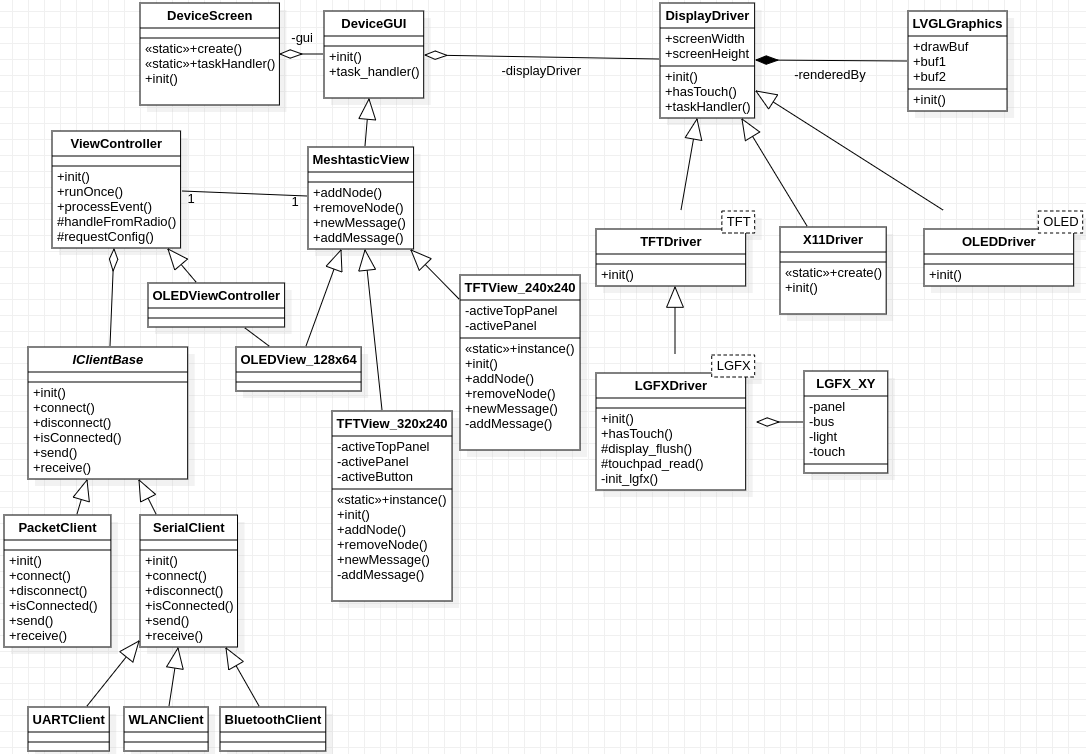 DeviceScreen
«static»+create()
«static»+taskHandler()
+init()
-gui
DeviceGUI
+init()
+task_handler()
-displayDriver
DisplayDriver
+screenWidth
+screenHeight
+init()
+hasTouch()
+taskHandler()
-renderedBy
LVGLGraphics
+drawBuf
+buf1
+buf2
+init()
ViewController
+init()
+runOnce()
+processEvent()
#handleFromRadio()
#requestConfig()
1
1
MeshtasticView
+addNode()
+removeNode()
+newMessage()
+addMessage()
TFT
TFTDriver
+init()
X11Driver
«static»+create()
+init()
OLED
OLEDDriver
+init()
OLEDViewController
TFTView_240x240
-activeTopPanel
-activePanel
«static»+instance()
+init()
+addNode()
+removeNode()
+newMessage()
-addMessage()
IClientBase
+init()
+connect()
+disconnect()
+isConnected()
+send()
+receive()
OLEDView_128x64
LGFX
LGFXDriver
+init()
+hasTouch()
#display_flush()
#touchpad_read()
-init_lgfx()
LGFX_XY
-panel
-bus
-light
-touch
TFTView_320x240
-activeTopPanel
-activePanel
-activeButton
«static»+instance()
+init()
+addNode()
+removeNode()
+newMessage()
-addMessage()
PacketClient
+init()
+connect()
+disconnect()
+isConnected()
+send()
+receive()
SerialClient
+init()
+connect()
+disconnect()
+isConnected()
+send()
+receive()
UARTClient
WLANClient
BluetoothClient